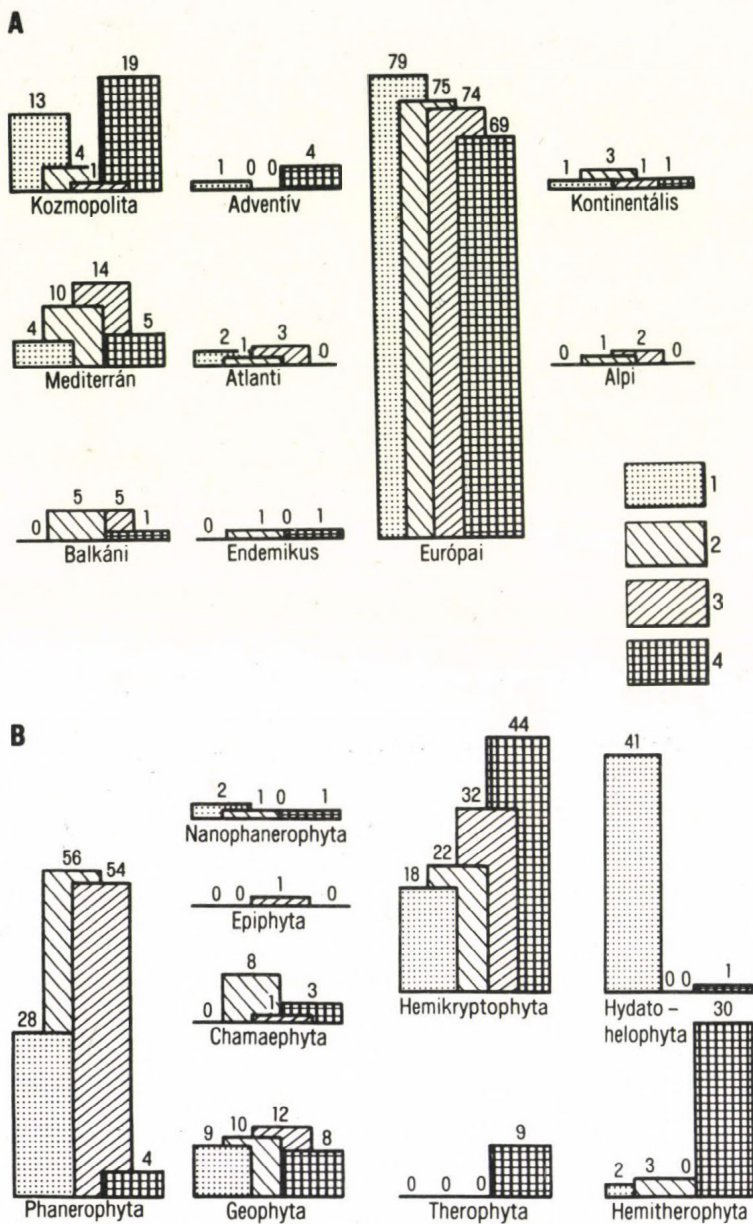 A
13 4 1 19
Kozmopolita
1 0 0 4
Adventív
79 75 74 69
Európai
1 3 1 1
Kontinentális
4 10 14 5
Mediterrán
2 1 3 0
Atlanti
0 1 2 0
Alpi
0 5 5 1
Balkáni
0 1 0 1
Endemikus
1
2
3
4
B
28 56 54 4
Phanerophyta
2 1 0 1
Nanophanerophyta
0 0 1 0
Epiphyta
0 8 1 3
Chamaephyta
9 10 12 8
Geophyta
18 22 32 44
Hemikryptophyta
41 0 0 1
Hydato –
helophyta
0 0 0 9
Therophyta
2 3 0 30
Hemitherophyta